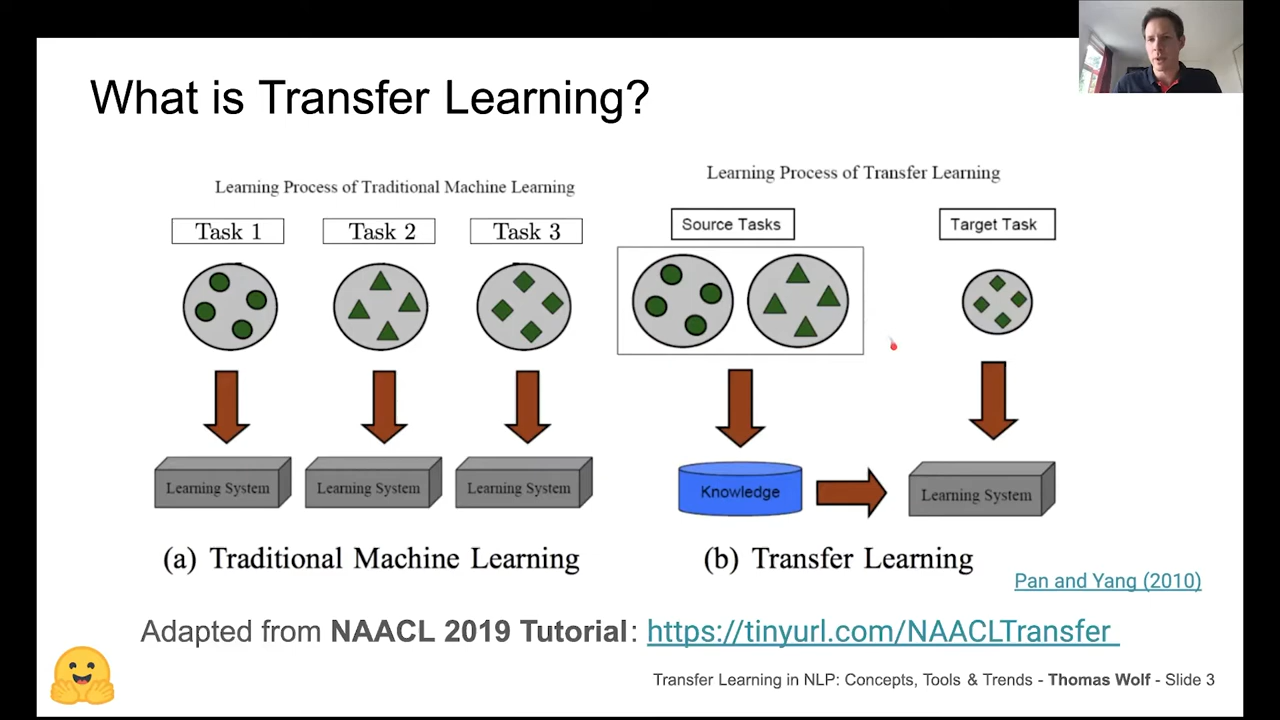 What is Transfer Learning?
Learning Process of Traditional Machine Learning
Task 1
Task 2
Task 3
Learning System
Learning System
Learning System
(a) Traditional Machine Learning
Learning Process of Transfer Learning
Source Tasks
Target Task
Knowledge
Learning System
(b) Transfer Learning
Pan and Yang (2010)
Adapted from NAACL 2019 Tutorial: https://tinyurl.com/NAACLTransfer
Transfer Learning in NLP: Concepts, Tools & Trends - Thomas Wolf - Slide 3